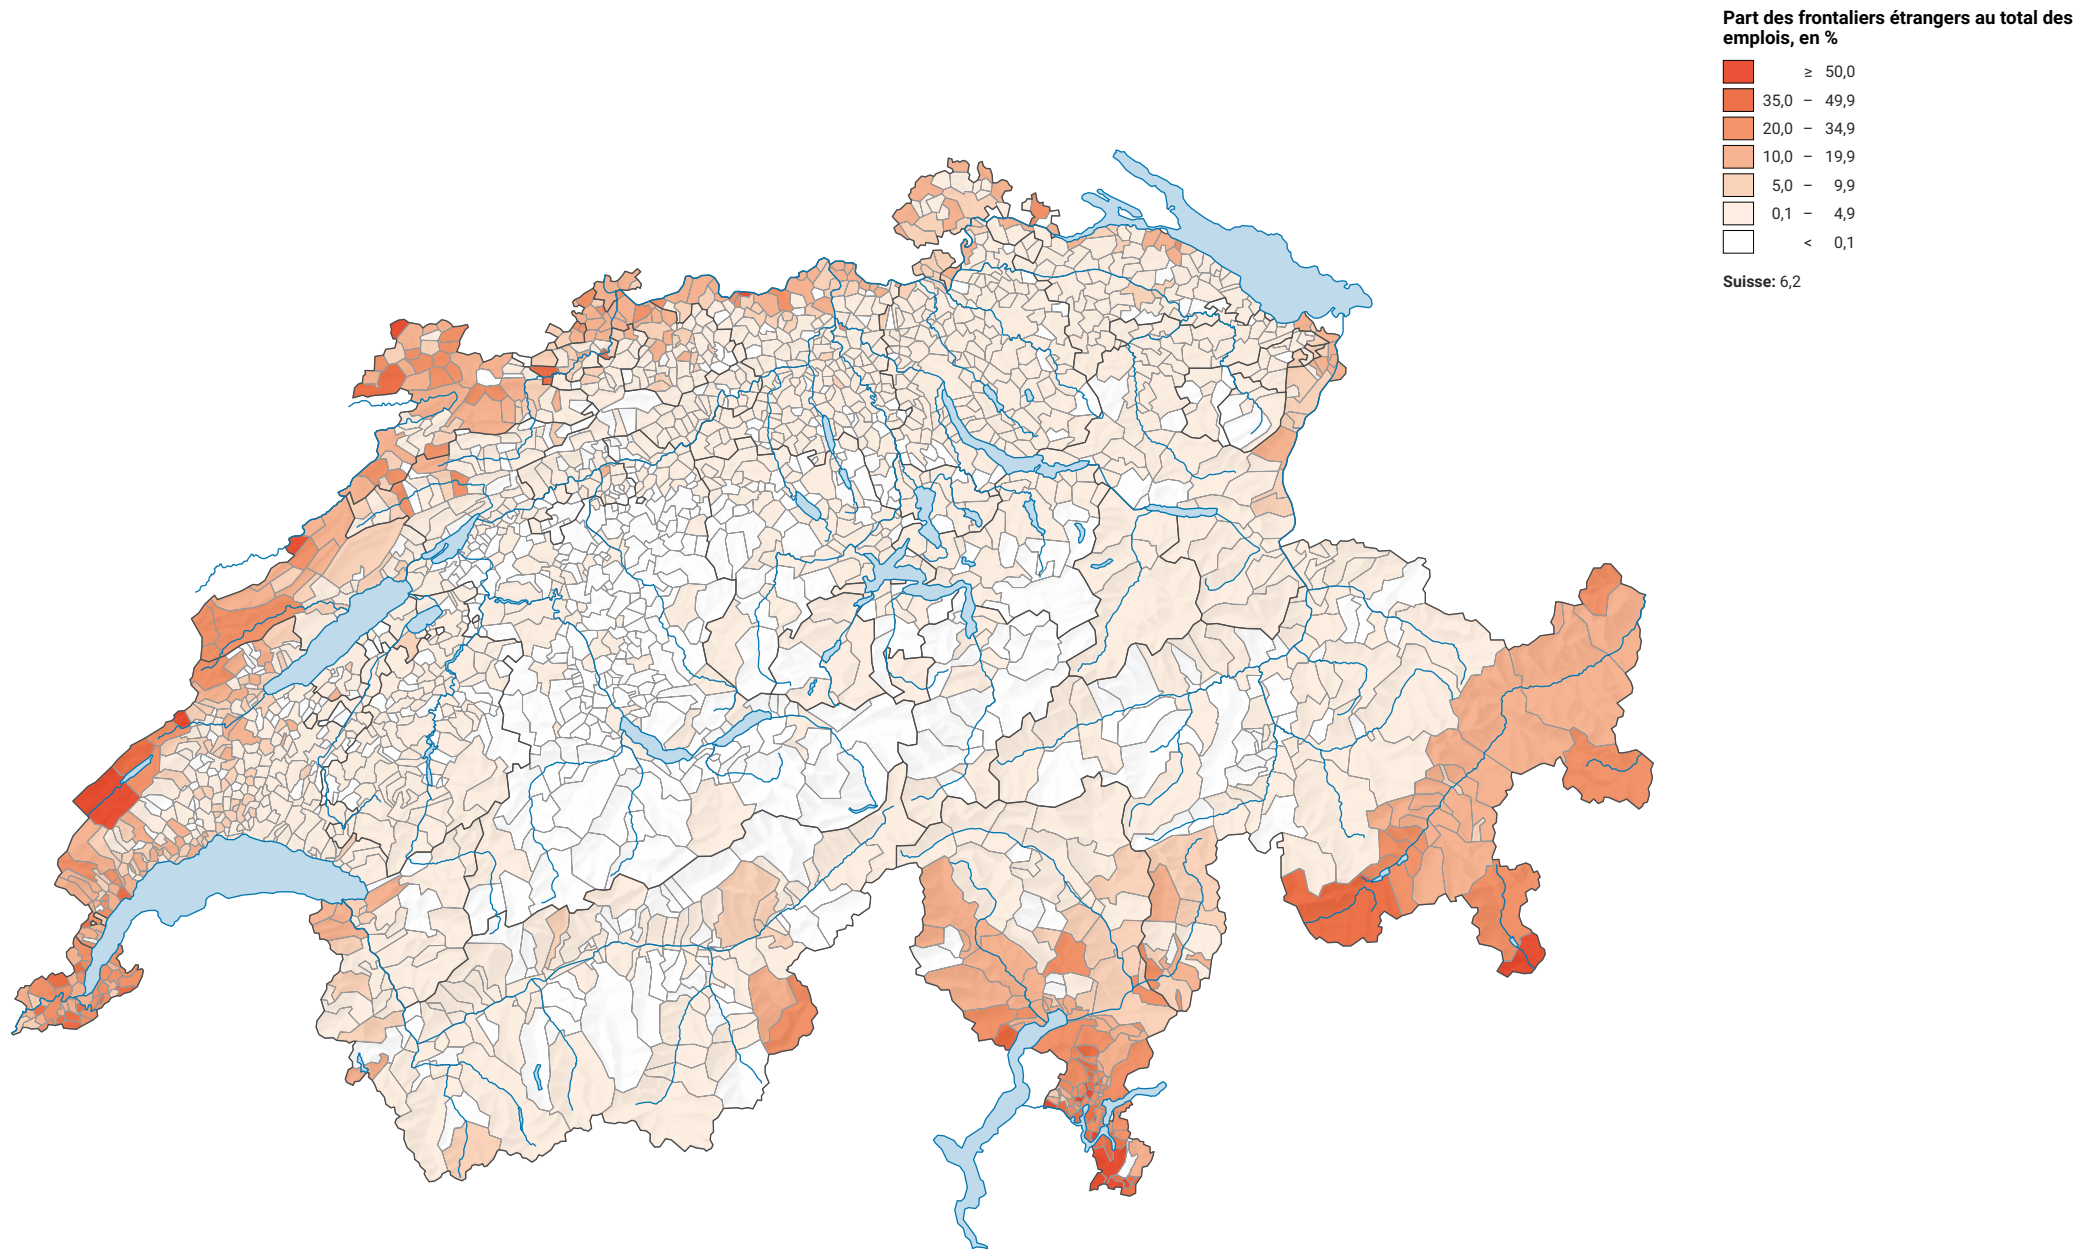 Part des frontaliers étrangers au total des
emplois, en %
≥ 50,0
35,0 – 49,9
20,0 – 34,9
10,0 – 19,9
5,0 – 9,9
0,1 – 4,9
< 0,1
Suisse: 6,2